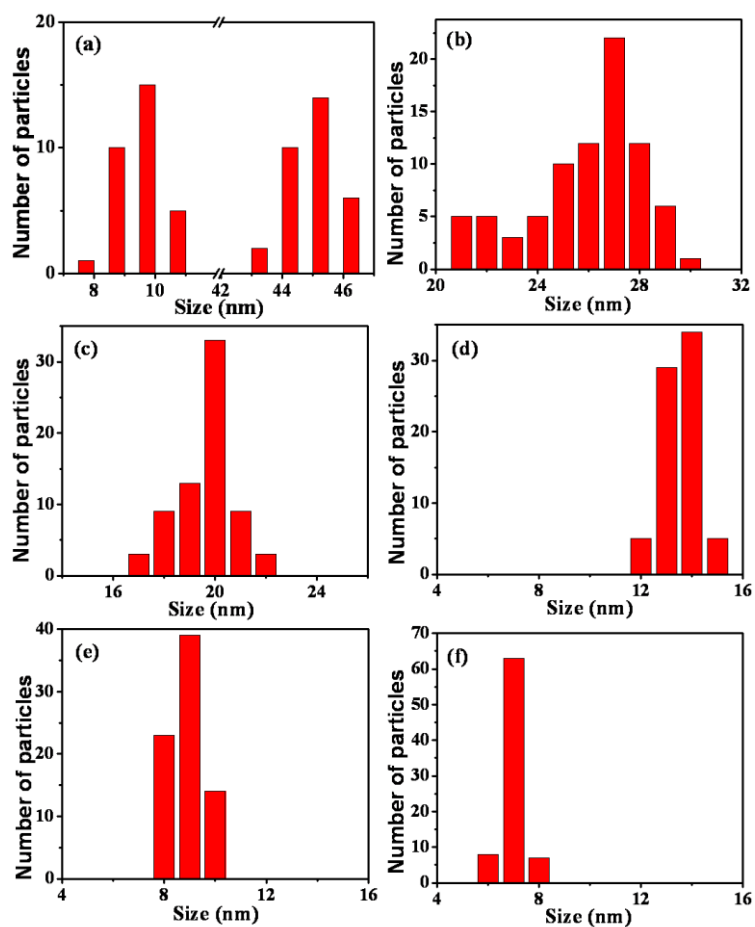 (a)
Number of particles
20
10
0
8 10 42 44 46
Size (nm)
(b)
Number of particles
20
15
10
5
0
20 24 28 32
Size (nm)
(c)
Number of particles
30
20
10
0
16 20 24
Size (nm)
(d)
Number of particles
30
20
10
0
4 8 12 16
Size (nm)
(e)
Number of particles
40
30
20
10
0
4 8 12 16
Size (nm)
(f)
Number of particles
70
60
50
40
30
20
10
0
4 8 12 16
Size (nm)